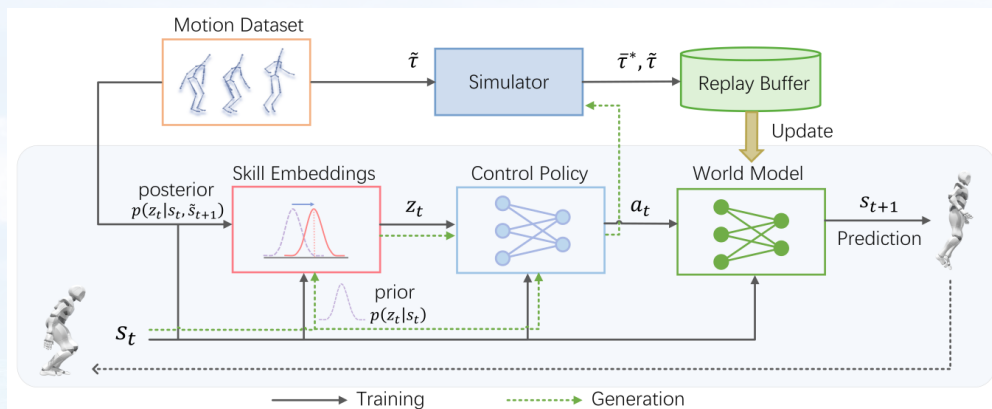 Motion Dataset
τ̃
Simulator
τ̄*, τ̃
Replay Buffer
Update
posterior
p(z_t|s_t, s̃_{t+1})
Skill Embeddings
z_t
Control Policy
a_t
World Model
s_{t+1}
Prediction
prior
p(z_t|s_t)
s_t
Training
Generation